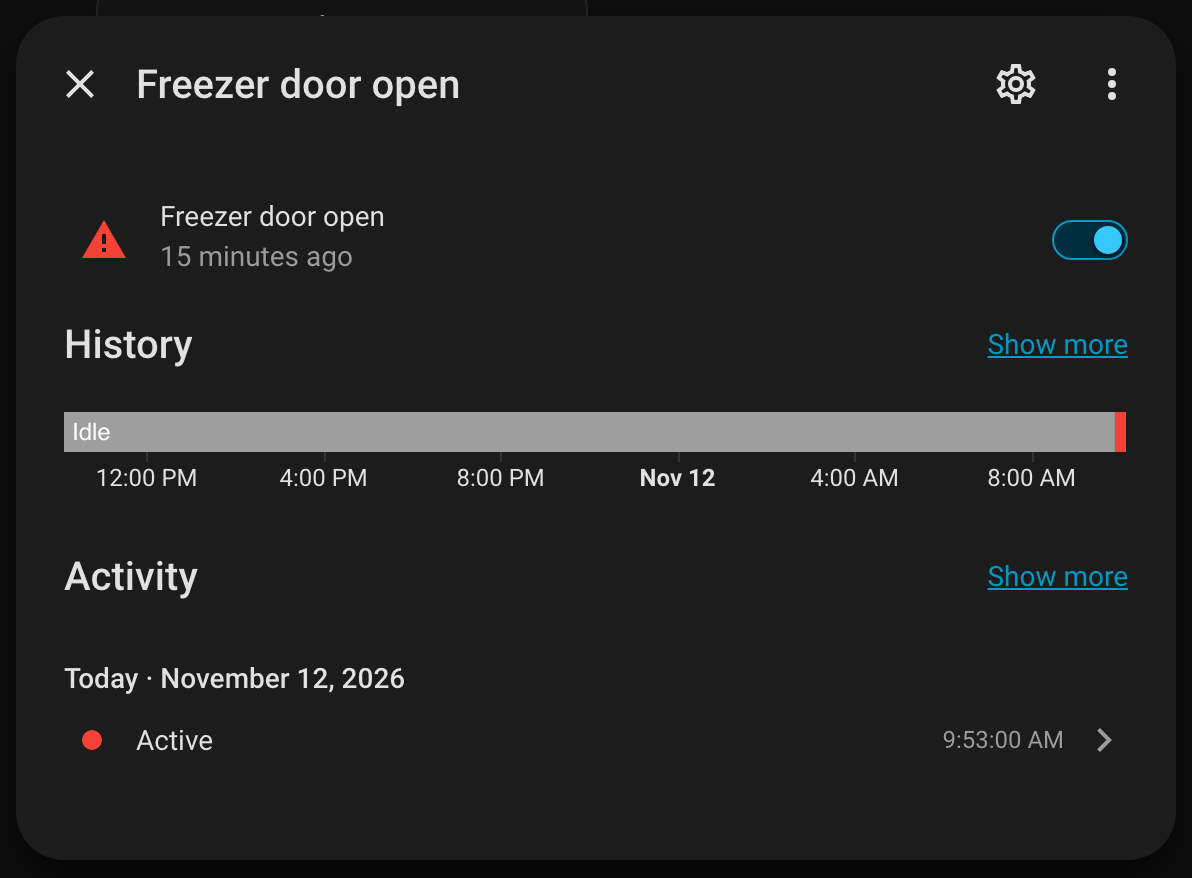 Freezer door open
Freezer door open
15 minutes ago
History
Show more
Idle
12:00 PM 4:00 PM 8:00 PM Nov 12 4:00 AM 8:00 AM
Activity
Show more
Today · November 12, 2026
Active 9:53:00 AM